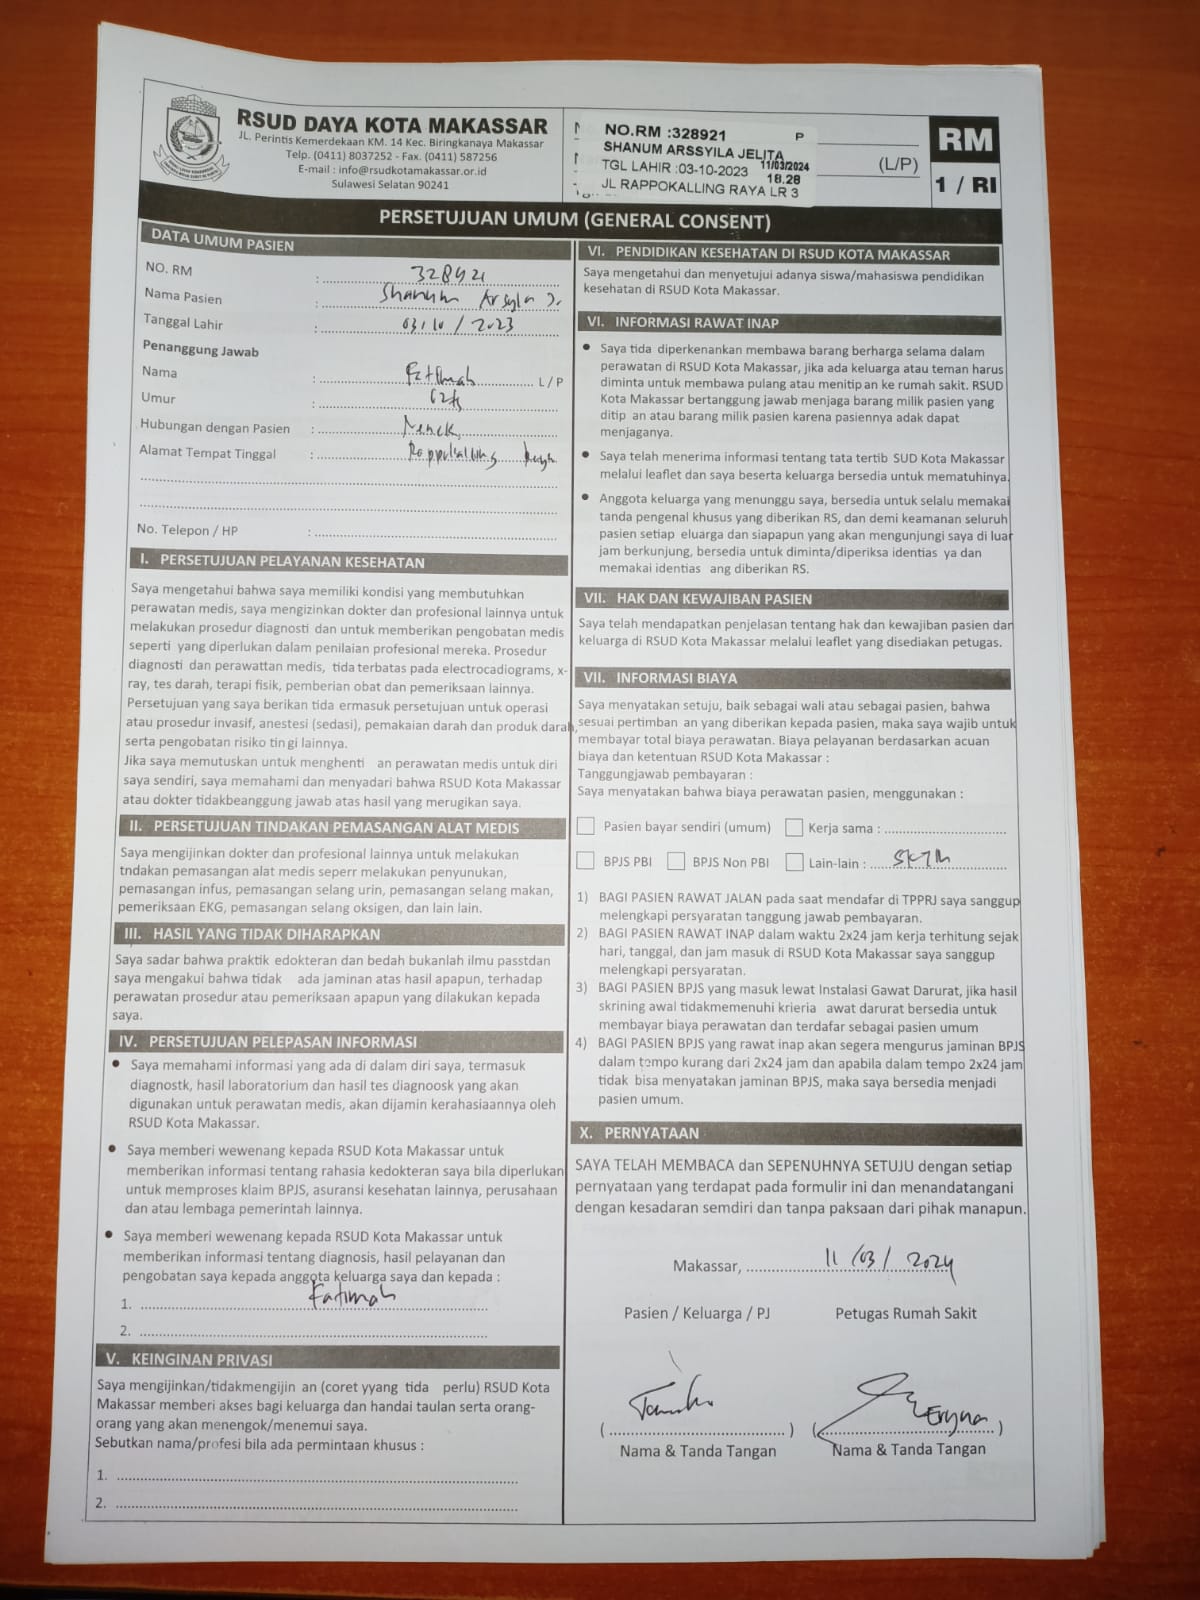 RSUD DAYA KOTA MAKASSAR
JL. Perintis Kemerdekaan KM. 14 Kec. Biringkanaya Makassar
Telp. (0411) 8037252 - Fax. (0411) 587256
E-mail : info@rsudkotamakassar.or.id
Sulawesi Selatan 90241
NO.RM :328921 P
SHANUM ARSSYILA JELITA
TGL LAHIR :03-10-2023 11/03/2024
18.28
JL RAPPOKALLING RAYA LR 3
(L/P)
RM
1 / RI
PERSETUJUAN UMUM (GENERAL CONSENT)
DATA UMUM PASIEN
NO. RM : 328921
Nama Pasien : Shanum Arsyla J.
Tanggal Lahir : 03/10/2023
Penanggung Jawab
Nama : Fatimah L / P
Umur : 62
Hubungan dengan Pasien : Nenek
Alamat Tempat Tinggal : Rappokalling
No. Telepon / HP :
I. PERSETUJUAN PELAYANAN KESEHATAN
Saya mengetahui bahwa saya memiliki kondisi yang membutuhkan
perawatan medis, saya mengizinkan dokter dan profesional lainnya untuk
melakukan prosedur diagnosti dan untuk memberikan pengobatan medis
seperti yang diperlukan dalam penilaian profesional mereka. Prosedur
diagnosti dan perawattan medis, tida terbatas pada electrocadiograms, x-
ray, tes darah, terapi fisik, pemberian obat dan pemeriksaan lainnya.
Persetujuan yang saya berikan tida ermasuk persetujuan untuk operasi
atau prosedur invasif, anestesi (sedasi), pemakaian darah dan produk darah,
serta pengobatan risiko tin gi lainnya.
Jika saya memutuskan untuk menghenti an perawatan medis untuk diri
saya sendiri, saya memahami dan menyadari bahwa RSUD Kota Makassar
atau dokter tidakbeanggung jawab atas hasil yang merugikan saya.
II. PERSETUJUAN TINDAKAN PEMASANGAN ALAT MEDIS
Saya mengijinkan dokter dan profesional lainnya untuk melakukan
tndakan pemasangan alat medis seperr melakukan penyunukan,
pemasangan infus, pemasangan selang urin, pemasangan selang makan,
pemeriksaan EKG, pemasangan selang oksigen, dan lain lain.
III. HASIL YANG TIDAK DIHARAPKAN
Saya sadar bahwa praktik edokteran dan bedah bukanlah ilmu passtdan
saya mengakui bahwa tidak ada jaminan atas hasil apapun, terhadap
perawatan prosedur atau pemeriksaan apapun yang dilakukan kepada
saya.
IV. PERSETUJUAN PELEPASAN INFORMASI
• Saya memahami informasi yang ada di dalam diri saya, termasuk
diagnostk, hasil laboratorium dan hasil tes diagnoosk yang akan
digunakan untuk perawatan medis, akan dijamin kerahasiaannya oleh
RSUD Kota Makassar.
• Saya memberi wewenang kepada RSUD Kota Makassar untuk
memberikan informasi tentang rahasia kedokteran saya bila diperlukan
untuk memproses klaim BPJS, asuransi kesehatan lainnya, perusahaan
dan atau lembaga pemerintah lainnya.
• Saya memberi wewenang kepada RSUD Kota Makassar untuk
memberikan informasi tentang diagnosis, hasil pelayanan dan
pengobatan saya kepada anggota keluarga saya dan kepada :
1. Fatimah
2.
V. KEINGINAN PRIVASI
Saya mengijinkan/tidakmengijin an (coret yyang tida perlu) RSUD Kota
Makassar memberi akses bagi keluarga dan handai taulan serta orang-
orang yang akan menengok/menemui saya.
Sebutkan nama/profesi bila ada permintaan khusus :
1.
2.
VI. PENDIDIKAN KESEHATAN DI RSUD KOTA MAKASSAR
Saya mengetahui dan menyetujui adanya siswa/mahasiswa pendidikan
kesehatan di RSUD Kota Makassar.
VI. INFORMASI RAWAT INAP
• Saya tida diperkenankan membawa barang berharga selama dalam
perawatan di RSUD Kota Makassar, jika ada keluarga atau teman harus
diminta untuk membawa pulang atau menitip an ke rumah sakit. RSUD
Kota Makassar bertanggung jawab menjaga barang milik pasien yang
ditip an atau barang milik pasien karena pasiennya adak dapat
menjaganya.
• Saya telah menerima informasi tentang tata tertib SUD Kota Makassar
melalui leaflet dan saya beserta keluarga bersedia untuk mematuhinya.
• Anggota keluarga yang menunggu saya, bersedia untuk selalu memakai
tanda pengenal khusus yang diberikan RS, dan demi keamanan seluruh
pasien setiap eluarga dan siapapun yang akan mengunjungi saya di luar
jam berkunjung, bersedia untuk diminta/diperiksa identias ya dan
memakai identias ang diberikan RS.
VII. HAK DAN KEWAJIBAN PASIEN
Saya telah mendapatkan penjelasan tentang hak dan kewajiban pasien dan
keluarga di RSUD Kota Makassar melalui leaflet yang disediakan petugas.
VII. INFORMASI BIAYA
Saya menyatakan setuju, baik sebagai wali atau sebagai pasien, bahwa
sesuai pertimban an yang diberikan kepada pasien, maka saya wajib untuk
membayar total biaya perawatan. Biaya pelayanan berdasarkan acuan
biaya dan ketentuan RSUD Kota Makassar :
Tanggungjawab pembayaran :
Saya menyatakan bahwa biaya perawatan pasien, menggunakan :
Pasien bayar sendiri (umum) Kerja sama :
BPJS PBI BPJS Non PBI Lain-lain : SKTM
1) BAGI PASIEN RAWAT JALAN pada saat mendafar di TPPRJ saya sanggup
melengkapi persyaratan tanggung jawab pembayaran.
2) BAGI PASIEN RAWAT INAP dalam waktu 2x24 jam kerja terhitung sejak
hari, tanggal, dan jam masuk di RSUD Kota Makassar saya sanggup
melengkapi persyaratan.
3) BAGI PASIEN BPJS yang masuk lewat Instalasi Gawat Darurat, jika hasil
skrining awal tidakmemenuhi krieria awat darurat bersedia untuk
membayar biaya perawatan dan terdafar sebagai pasien umum
4) BAGI PASIEN BPJS yang rawat inap akan segera mengurus jaminan BPJS
dalam tempo kurang dari 2x24 jam dan apabila dalam tempo 2x24 jam
tidak bisa menyatakan jaminan BPJS, maka saya bersedia menjadi
pasien umum.
X. PERNYATAAN
SAYA TELAH MEMBACA dan SEPENUHNYA SETUJU dengan setiap
pernyataan yang terdapat pada formulir ini dan menandatangani
dengan kesadaran semdiri dan tanpa paksaan dari pihak manapun.
Makassar, 11/03/2024
Pasien / Keluarga / PJ Petugas Rumah Sakit
Eryna
( ) ( )
Nama & Tanda Tangan Nama & Tanda Tangan